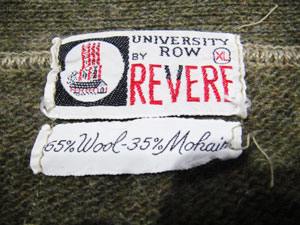 UNIVERSITY
BY ROW XL
REVERE
65% Wool-35% Mohair